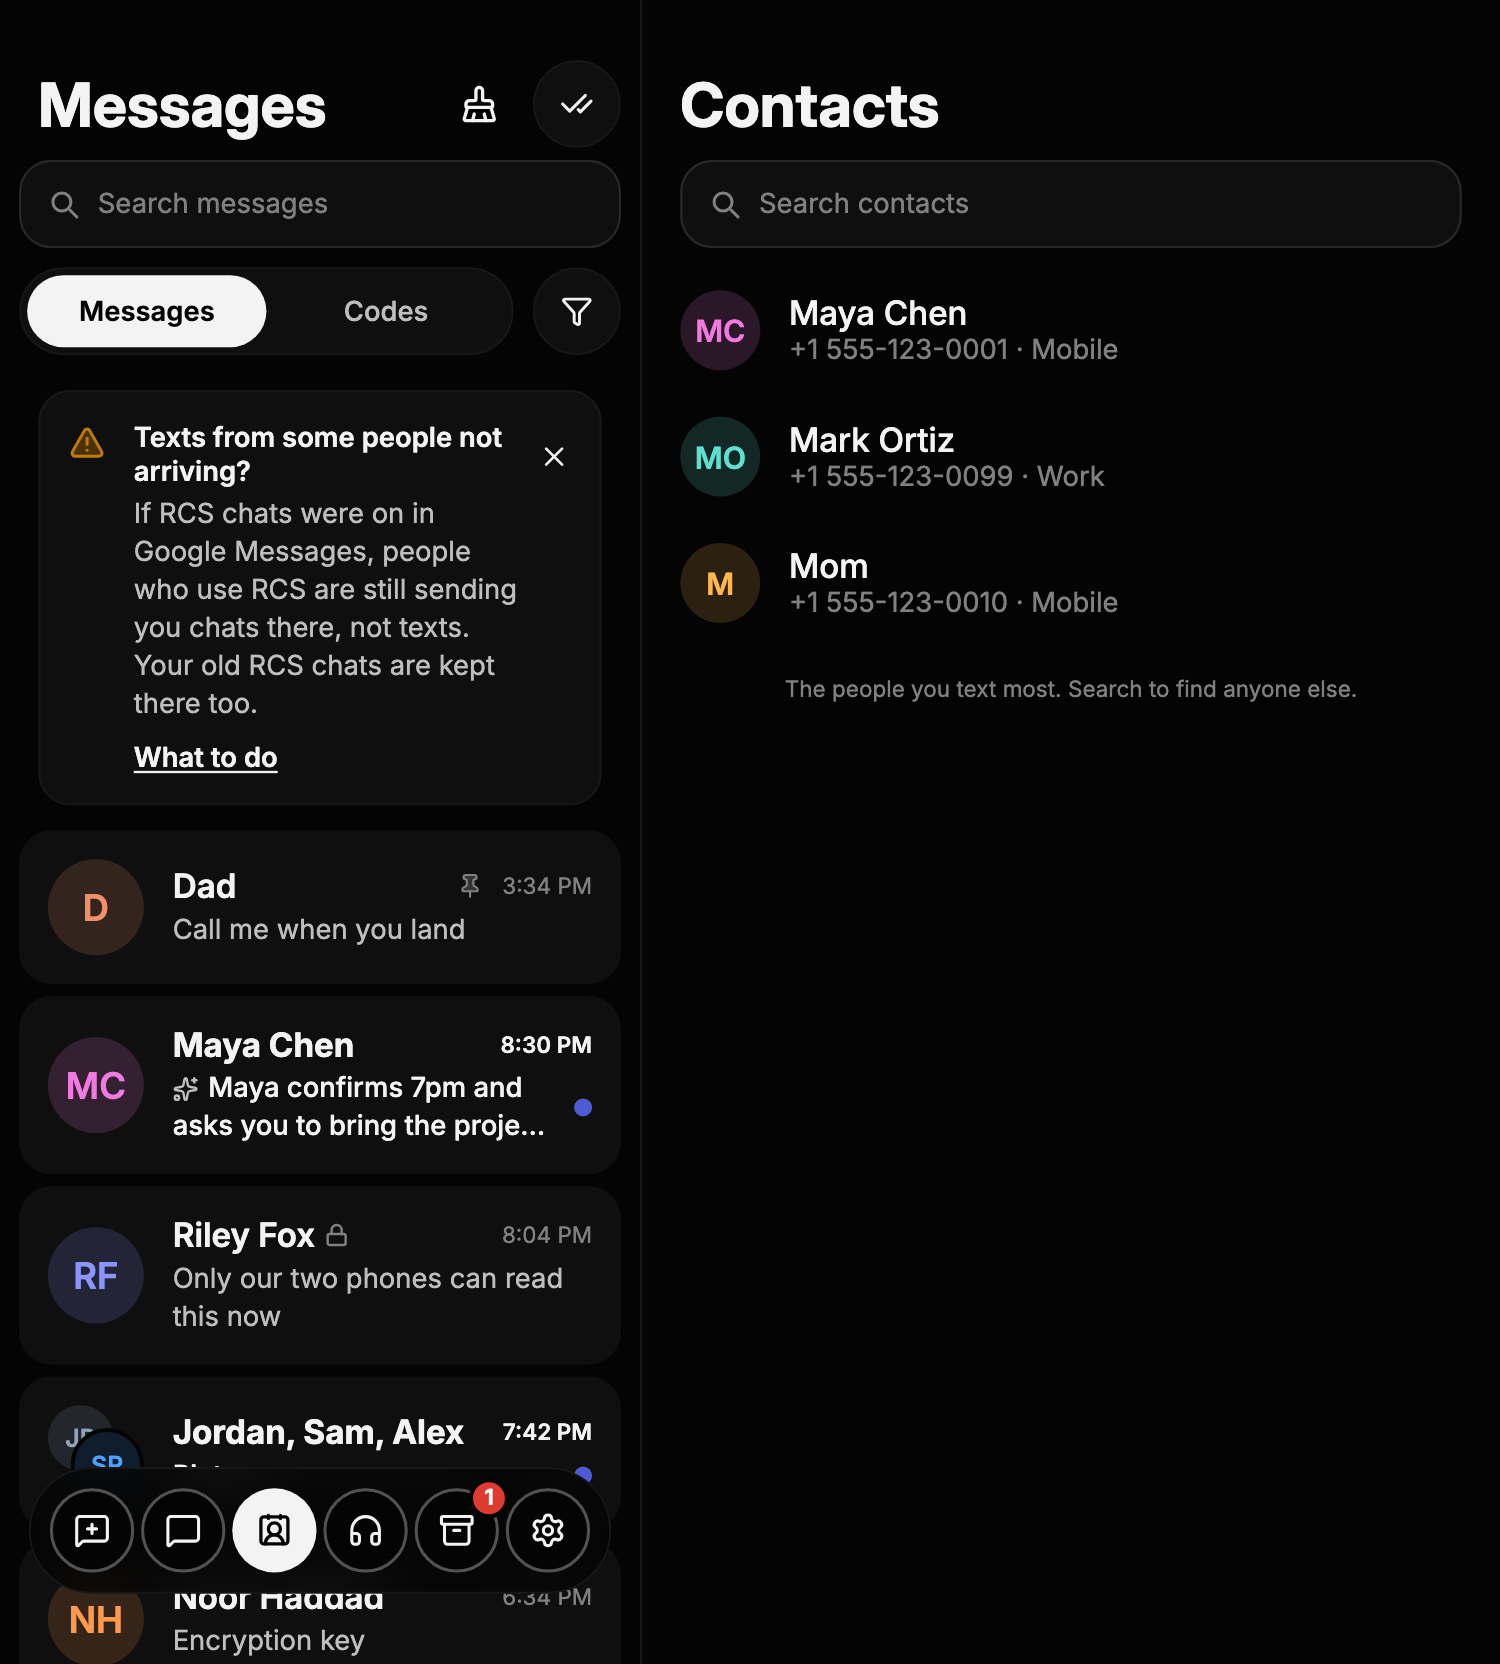 Messages
Search messages
Messages
Codes
Texts from some people not
arriving?
If RCS chats were on in
Google Messages, people
who use RCS are still sending
you chats there, not texts.
Your old RCS chats are kept
there too.
What to do
D
Dad
3:34 PM
Call me when you land
MC
Maya Chen
8:30 PM
Maya confirms 7pm and
asks you to bring the proje...
RF
Riley Fox
8:04 PM
Only our two phones can read
this now
Jordan, Sam, Alex
7:42 PM
1
NH
Noor Haddad
6:34 PM
Encryption key
Contacts
Search contacts
MC
Maya Chen
+1 555-123-0001 · Mobile
MO
Mark Ortiz
+1 555-123-0099 · Work
M
Mom
+1 555-123-0010 · Mobile
The people you text most. Search to find anyone else.